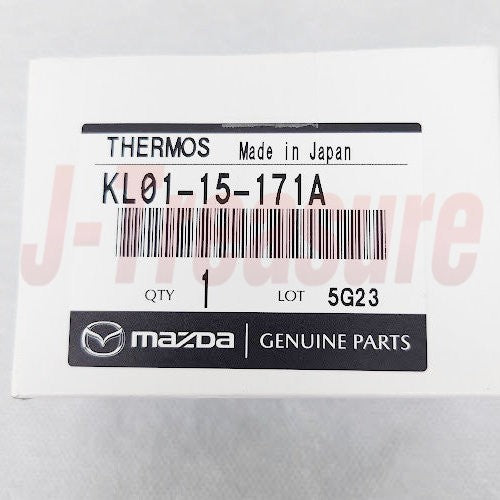 THERMOS Made in Japan
KL01-15-171A
J-Treasure
QTY 1 LOT 5G23
mazda GENUINE PARTS